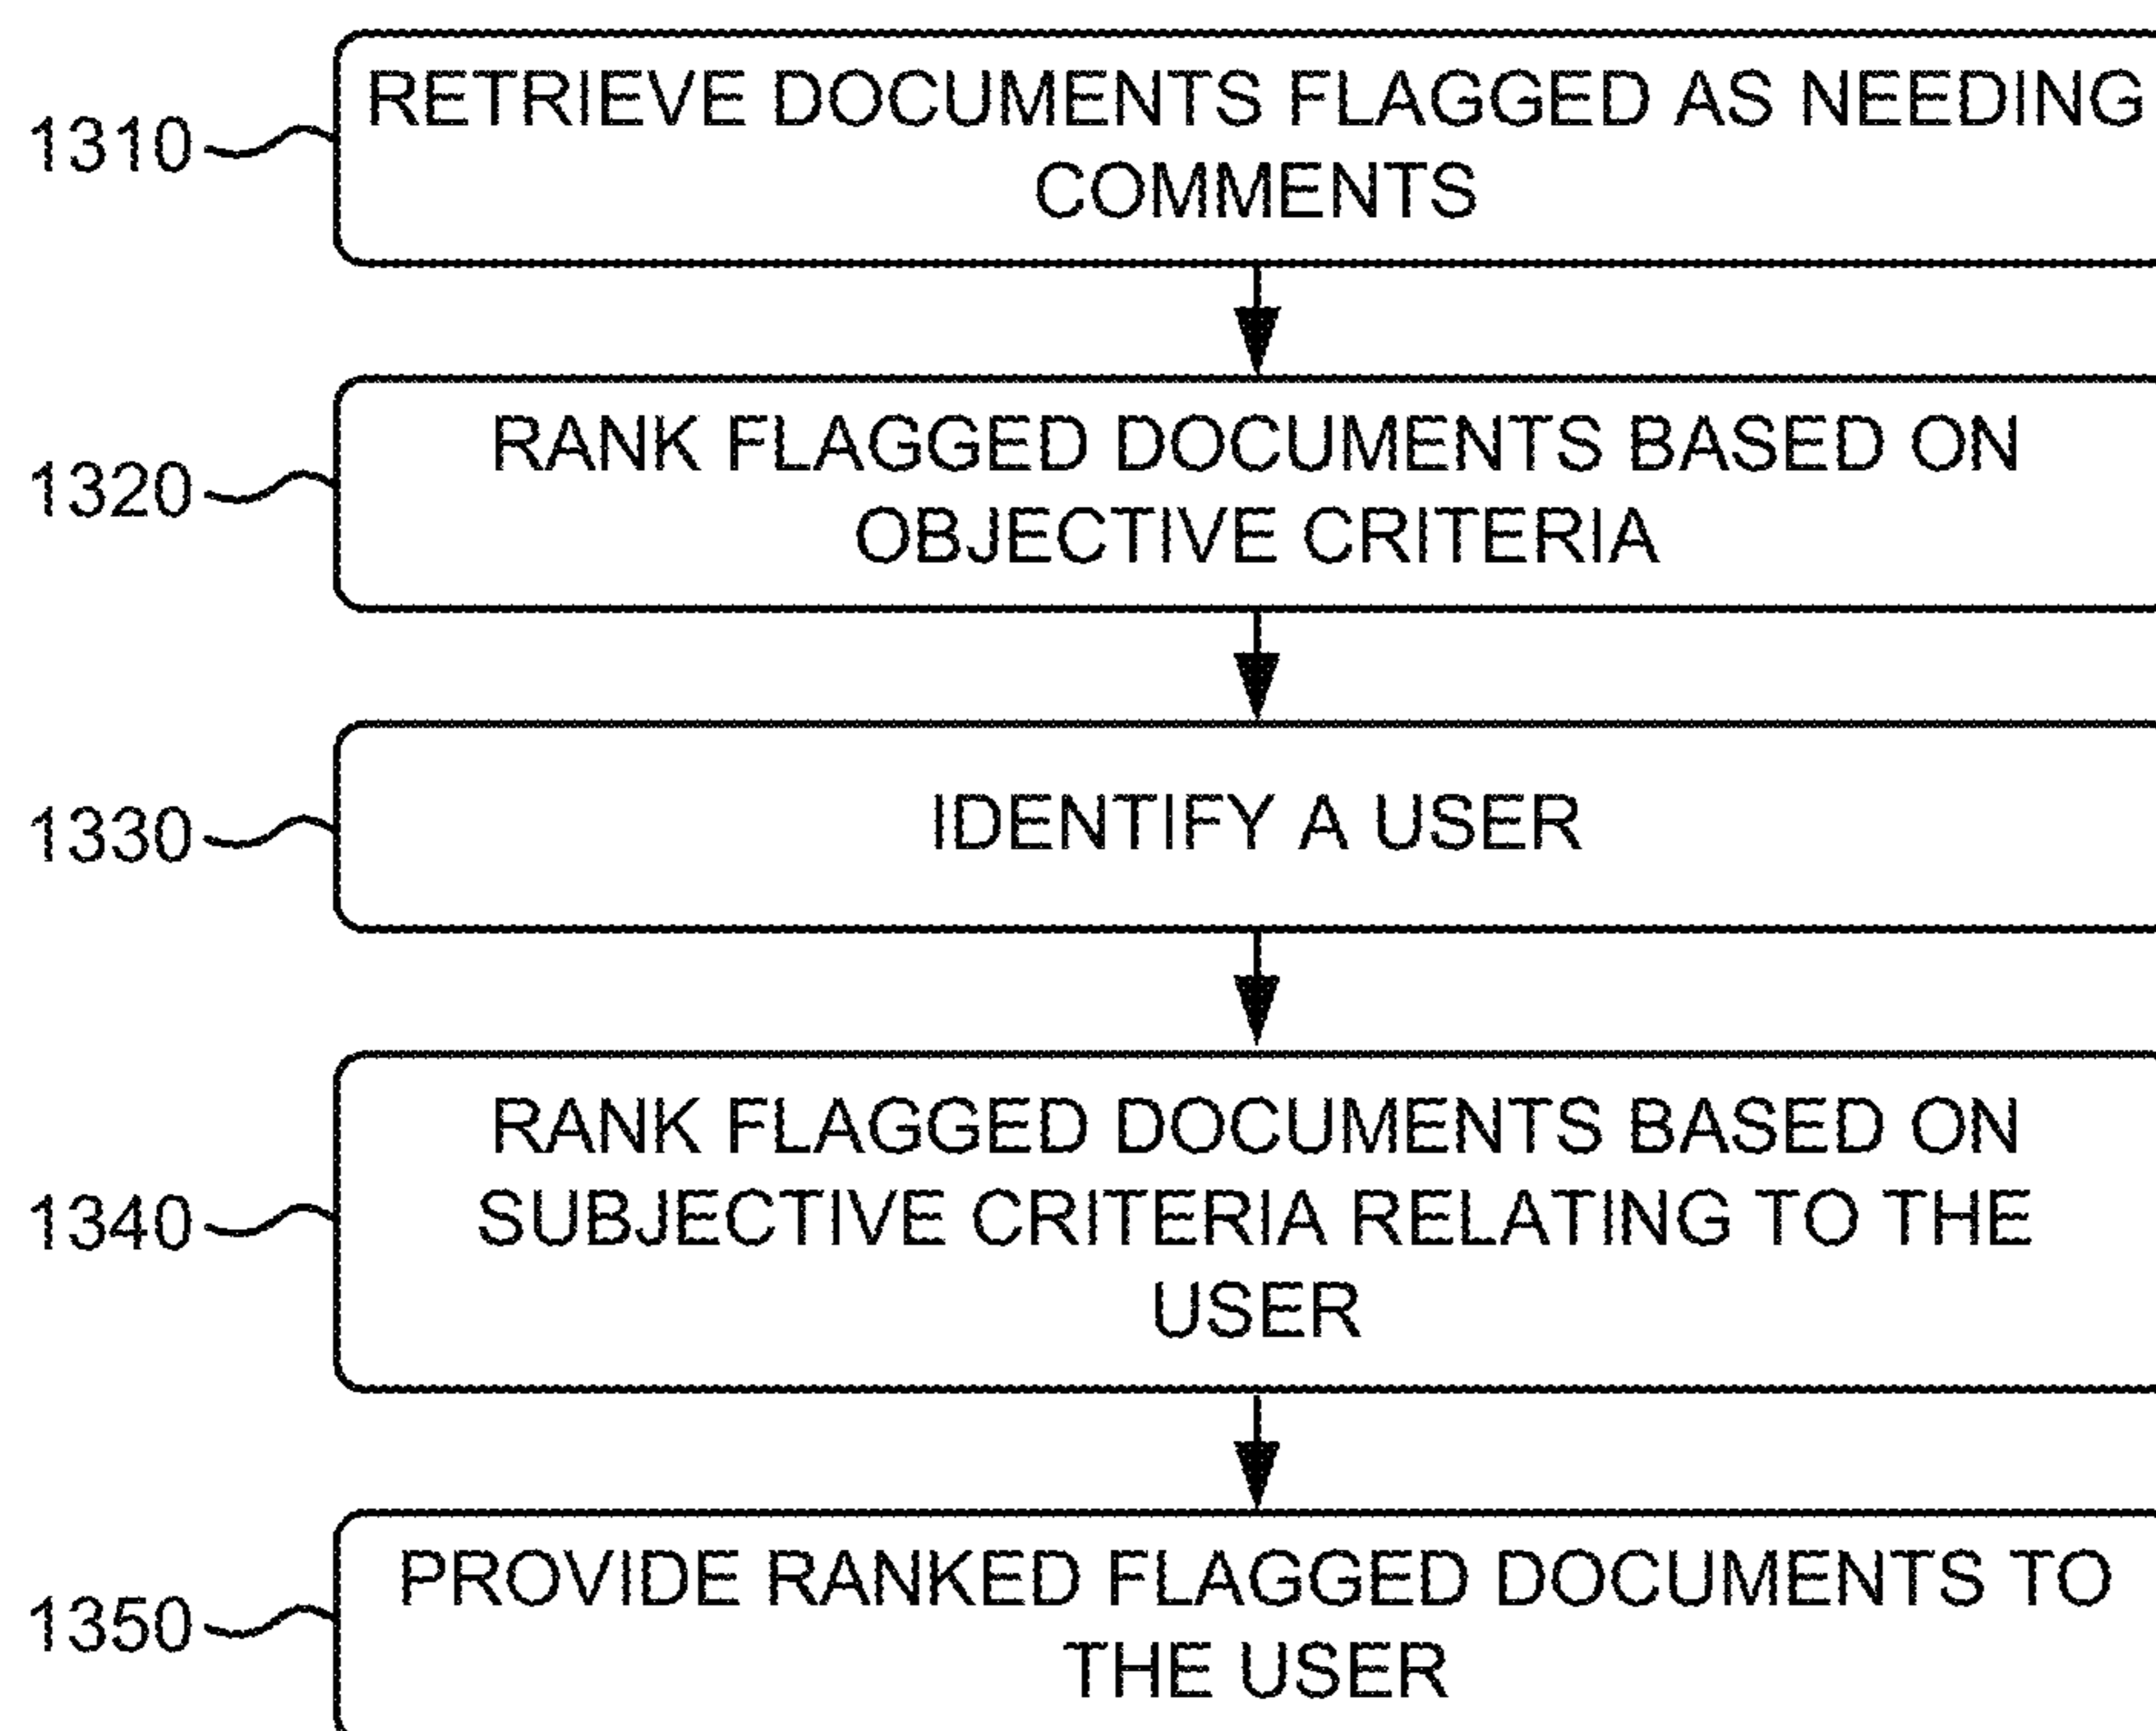 1310
RETRIEVE DOCUMENTS FLAGGED AS NEEDING
COMMENTS
1320
RANK FLAGGED DOCUMENTS BASED ON
OBJECTIVE CRITERIA
1330
IDENTIFY A USER
1340
RANK FLAGGED DOCUMENTS BASED ON
SUBJECTIVE CRITERIA RELATING TO THE
USER
1350
PROVIDE RANKED FLAGGED DOCUMENTS TO
THE USER